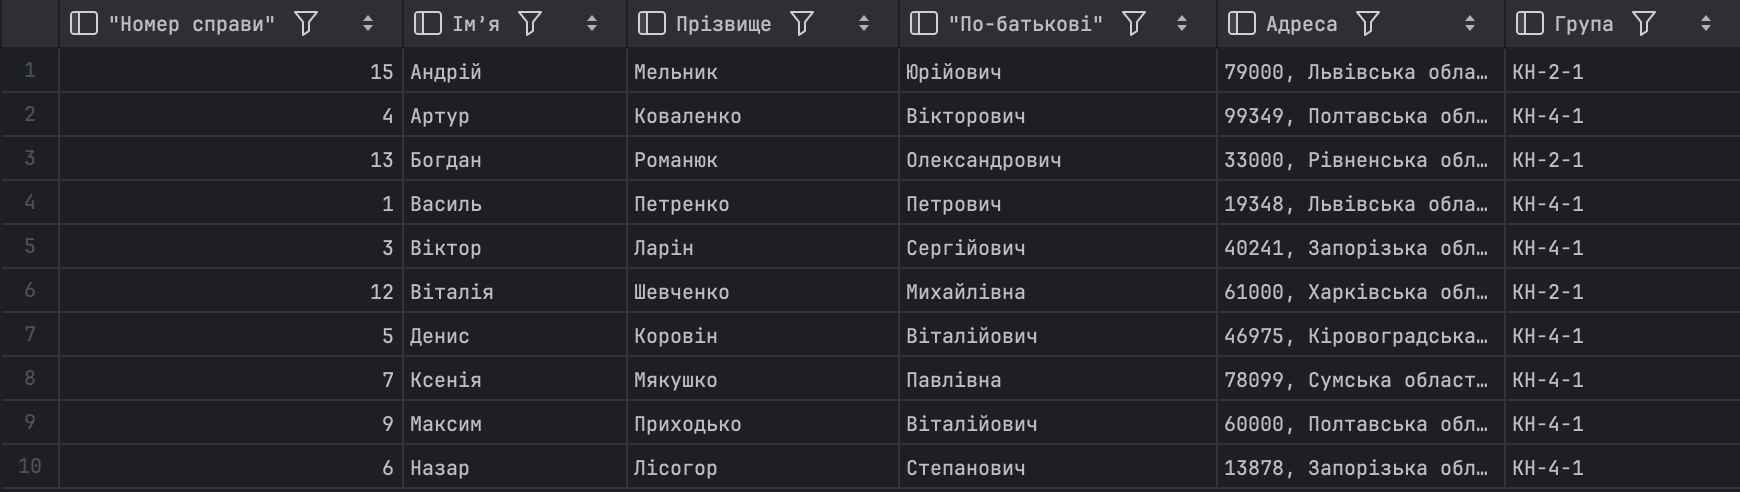 "Номер справи" Ім’я Прізвище "По-батькові" Адреса Група
1 15 Андрій Мельник Юрійович 79000, Львівська обла… КН-2-1
2 4 Артур Коваленко Вікторович 99349, Полтавська обл… КН-4-1
3 13 Богдан Романюк Олександрович 33000, Рівненська обл… КН-2-1
4 1 Василь Петренко Петрович 19348, Львівська обла… КН-4-1
5 3 Віктор Ларін Сергійович 40241, Запорізька обл… КН-4-1
6 12 Віталія Шевченко Михайлівна 61000, Харківська обл… КН-2-1
7 5 Денис Коровін Віталійович 46975, Кіровоградська… КН-4-1
8 7 Ксенія Мякушко Павлівна 78099, Сумська област… КН-4-1
9 9 Максим Приходько Віталійович 60000, Полтавська обл… КН-4-1
10 6 Назар Лісогор Степанович 13878, Запорізька обл… КН-4-1